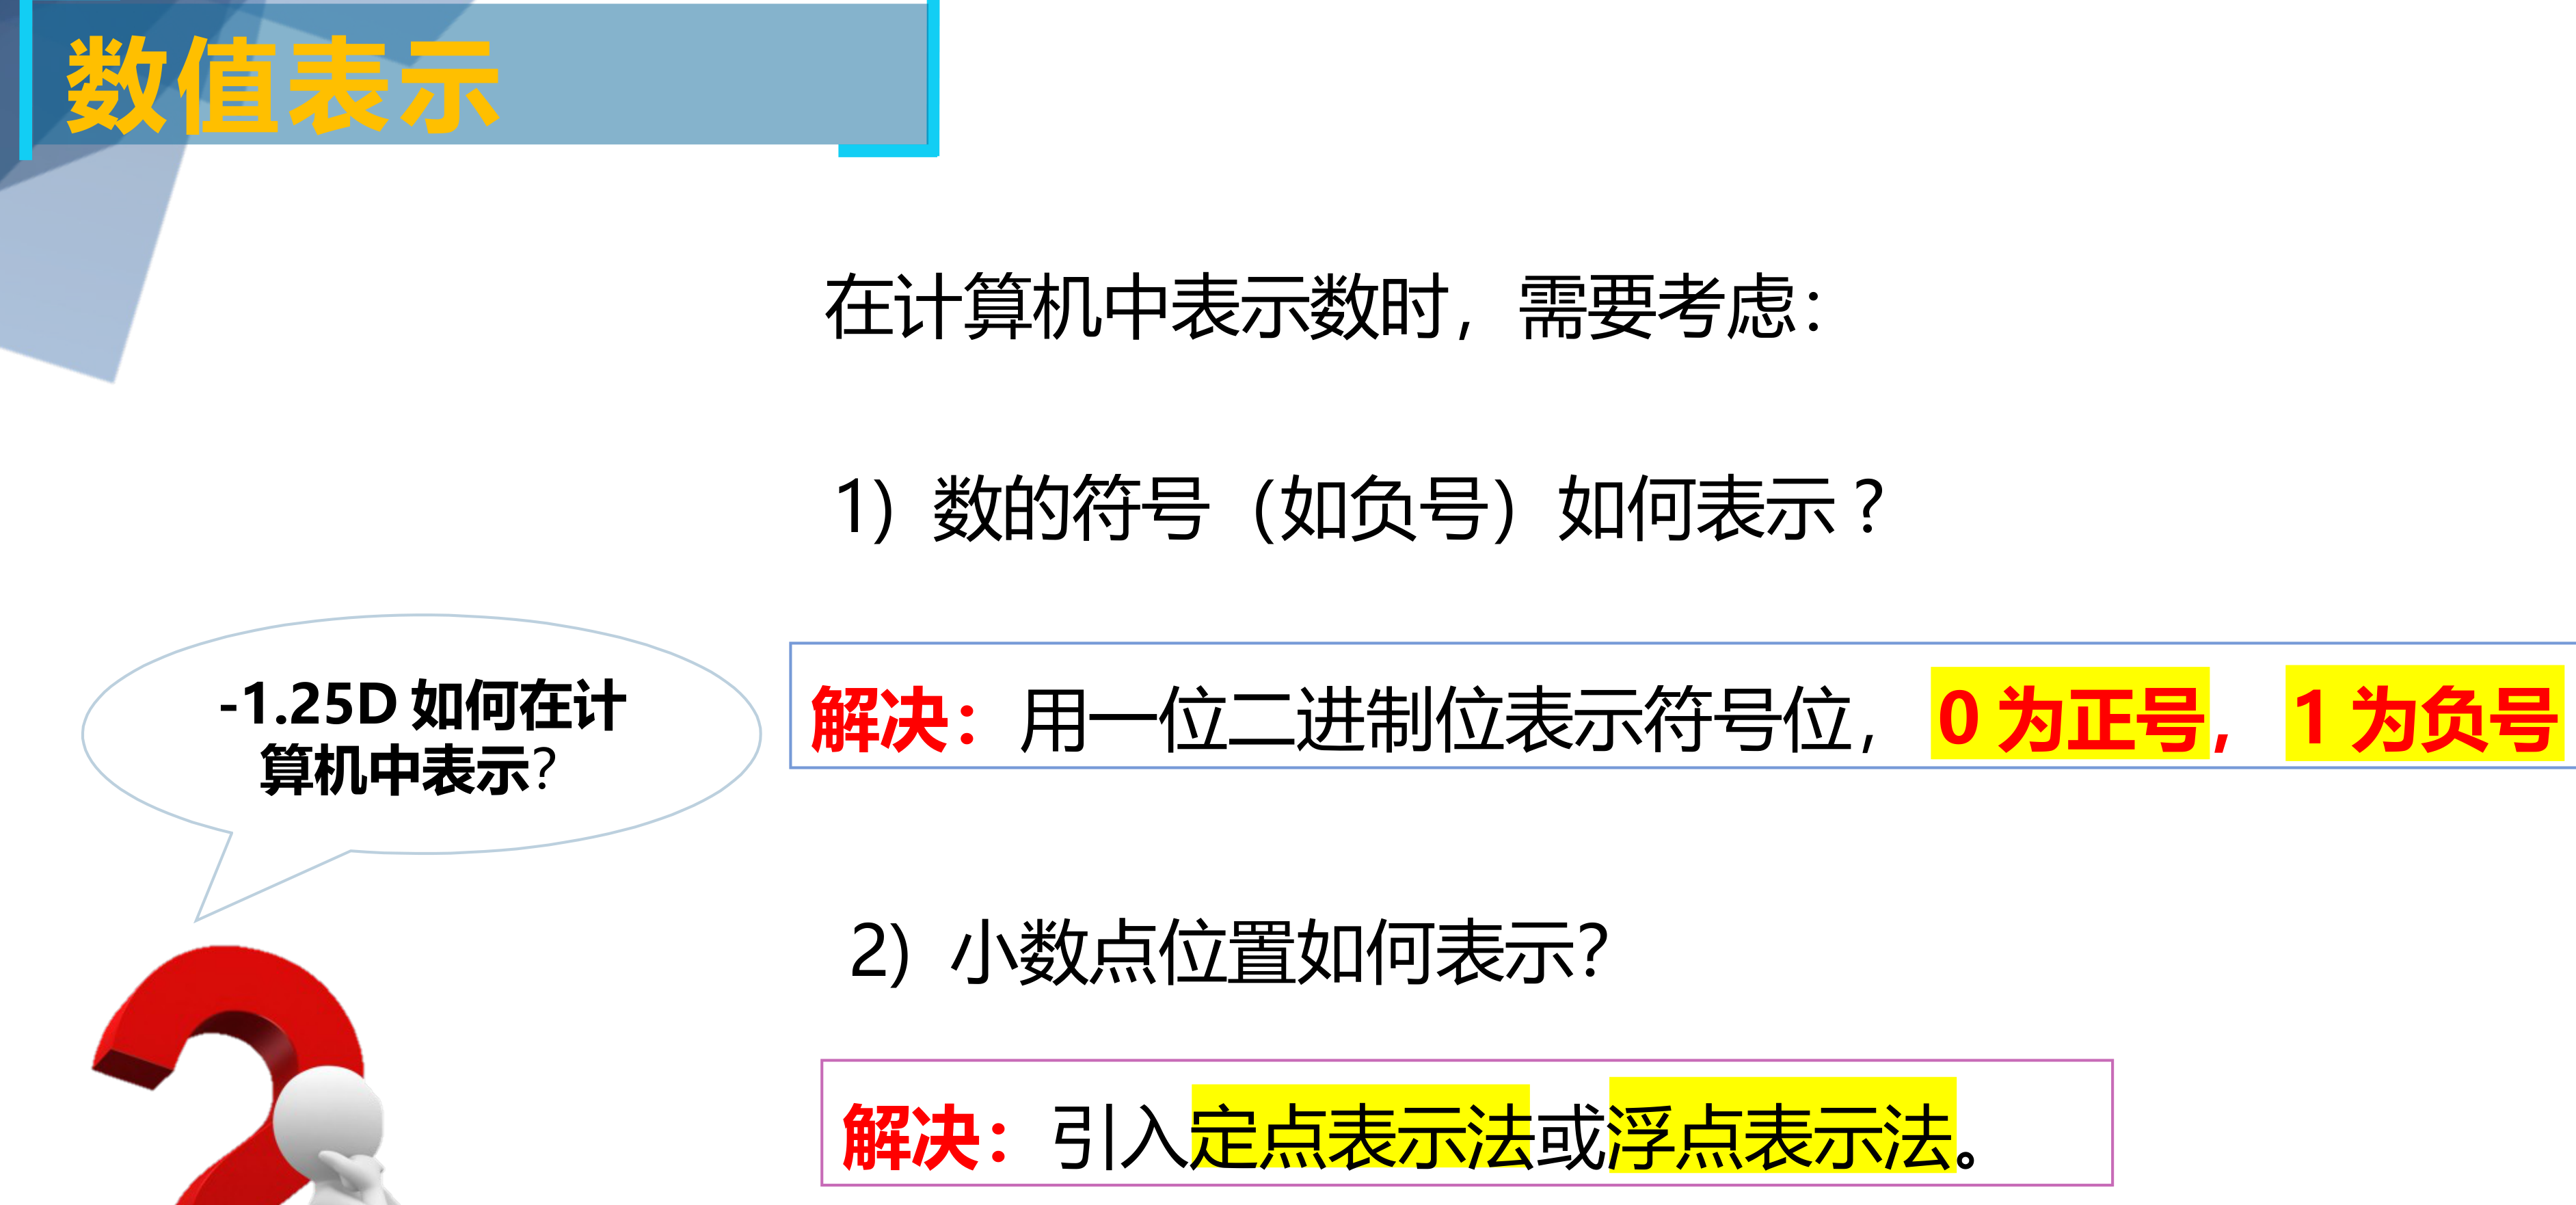 数值表示
在计算机中表示数时，需要考虑：
1）数的符号（如负号）如何表示？
-1.25D 如何在计
算机中表示？
解决：用一位二进制位表示符号位，0 为正号，1 为负号
2）小数点位置如何表示？
解决：引入定点表示法或浮点表示法。